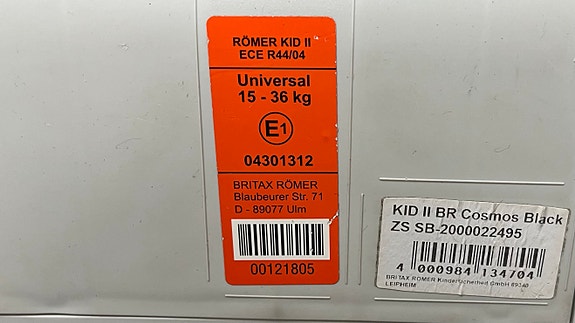 RÖMER KID II
ECE R44/04
Universal
15 - 36 kg
E1
04301312
BRITAX RÖMER
Blaubeurer Str. 71
D - 89077 Ulm
00121805
KID II BR Cosmos Black
ZS SB-2000022495
4 000984 134704
BRITAX RÖMER Kindersicherheit GmbH 89340
LEIPHEIM